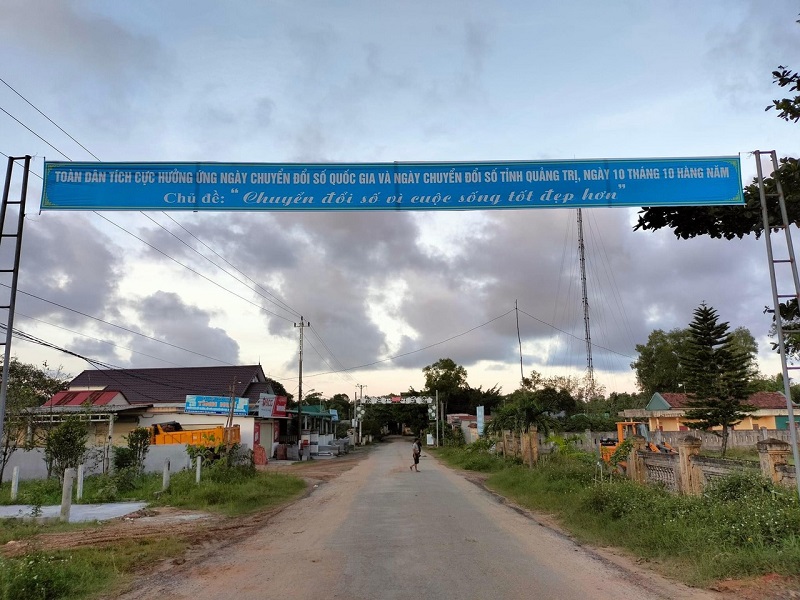 TOÀN DÂN TÍCH CỰC HƯỞNG ỨNG NGÀY CHUYỂN ĐỔI SỐ QUỐC GIA VÀ NGÀY CHUYỂN ĐỔI SỐ TỈNH QUẢNG TRỊ, NGÀY 10 THÁNG 10 HÀNG NĂM
Chủ đề: "Chuyển đổi số vì cuộc sống tốt đẹp hơn"